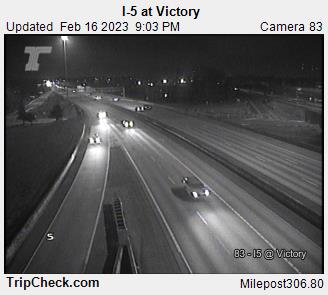 I-5 at Victory
Updated Feb 16 2023 9:03 PM Camera 83
T
S
83 - I5 @ Victory
TripCheck.com Milepost306.80